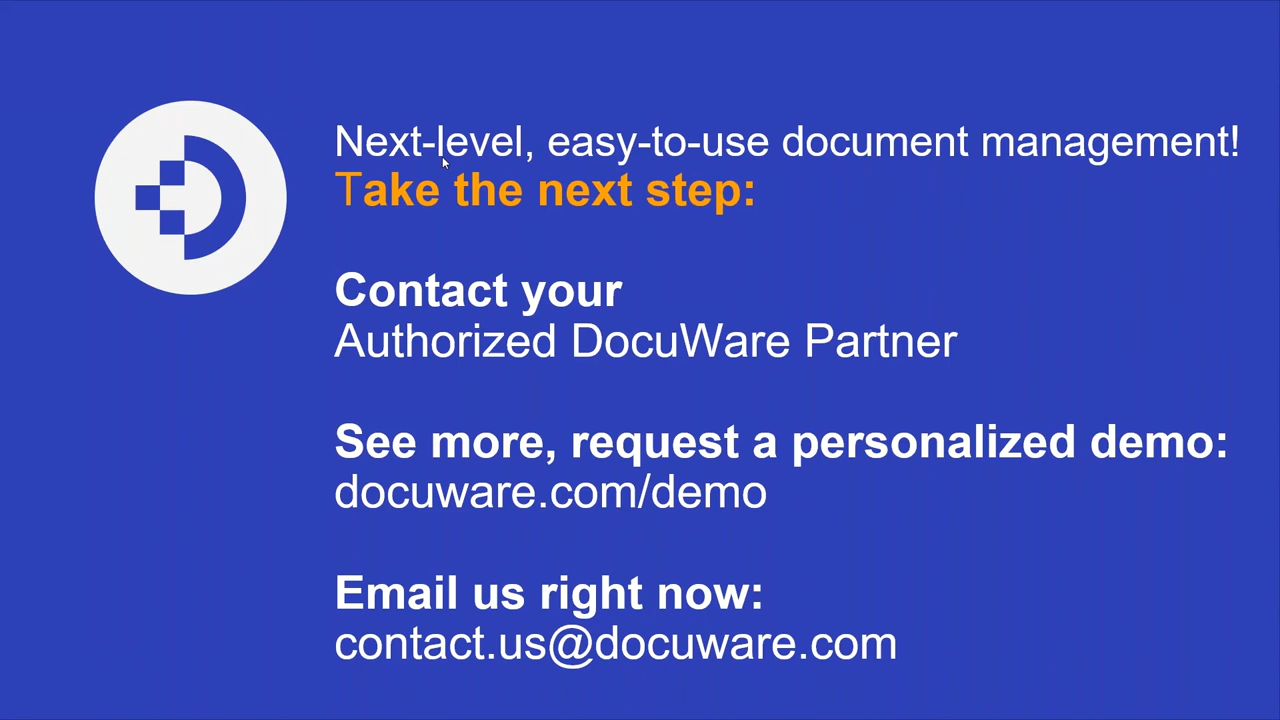 Next-level, easy-to-use document management!
Take the next step:
Contact your
Authorized DocuWare Partner
See more, request a personalized demo:
docuware.com/demo
Email us right now:
contact.us@docuware.com